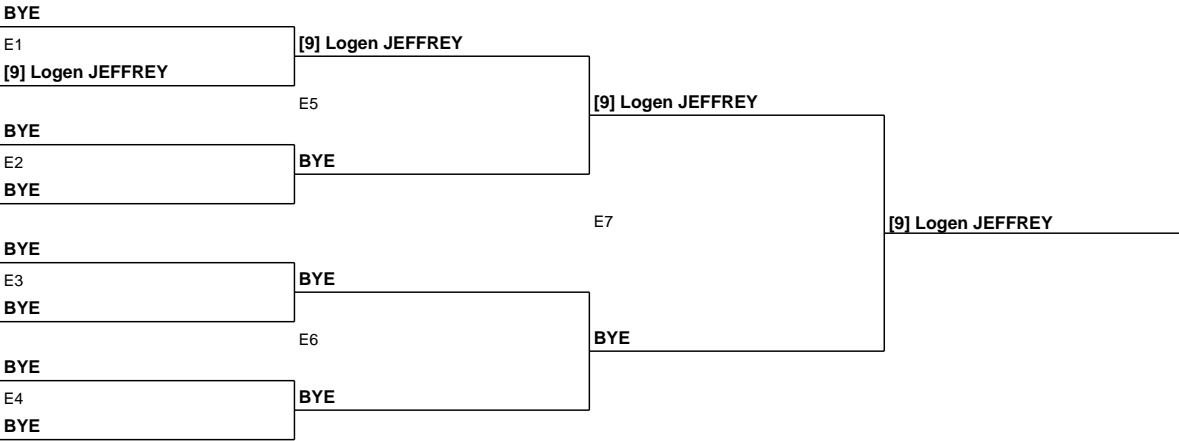 BYE
E1
[9] Logen JEFFREY
[9] Logen JEFFREY
E5
[9] Logen JEFFREY
BYE
E2
BYE
BYE
E7
[9] Logen JEFFREY
BYE
E3
BYE
BYE
E6
BYE
BYE
E4
BYE
BYE